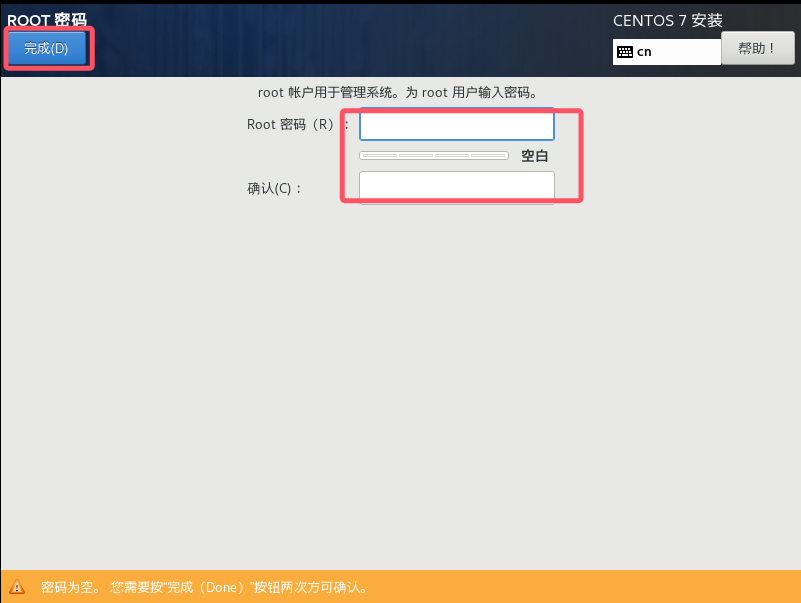 ROOT 密码
CENTOS 7 安装
完成(D)
cn
帮助！
root 帐户用于管理系统。为 root 用户输入密码。
Root 密码（R）：
空白
确认(C)：
密码为空。 您需要按“完成（Done）”按钮两次方可确认。